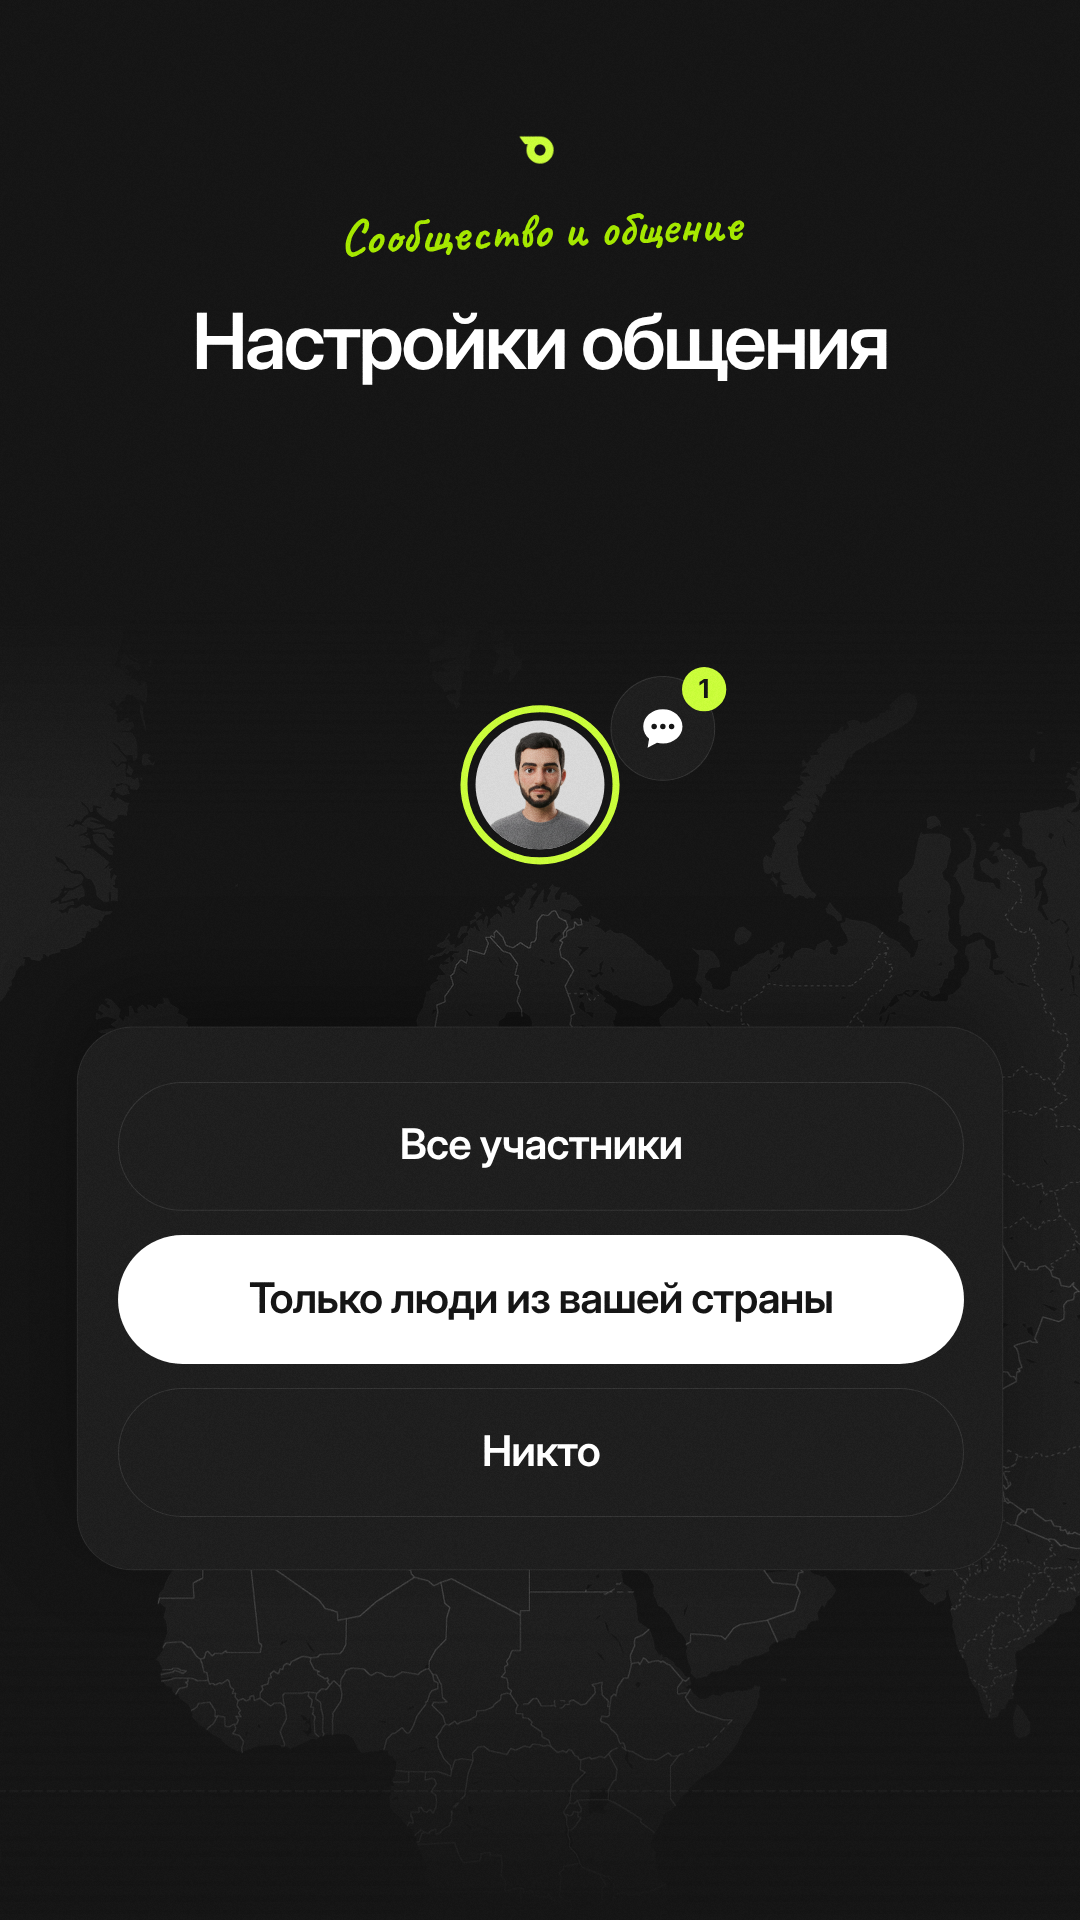 Сообщество и общение
Настройки общения
1
Все участники
Только люди из вашей страны
Никто